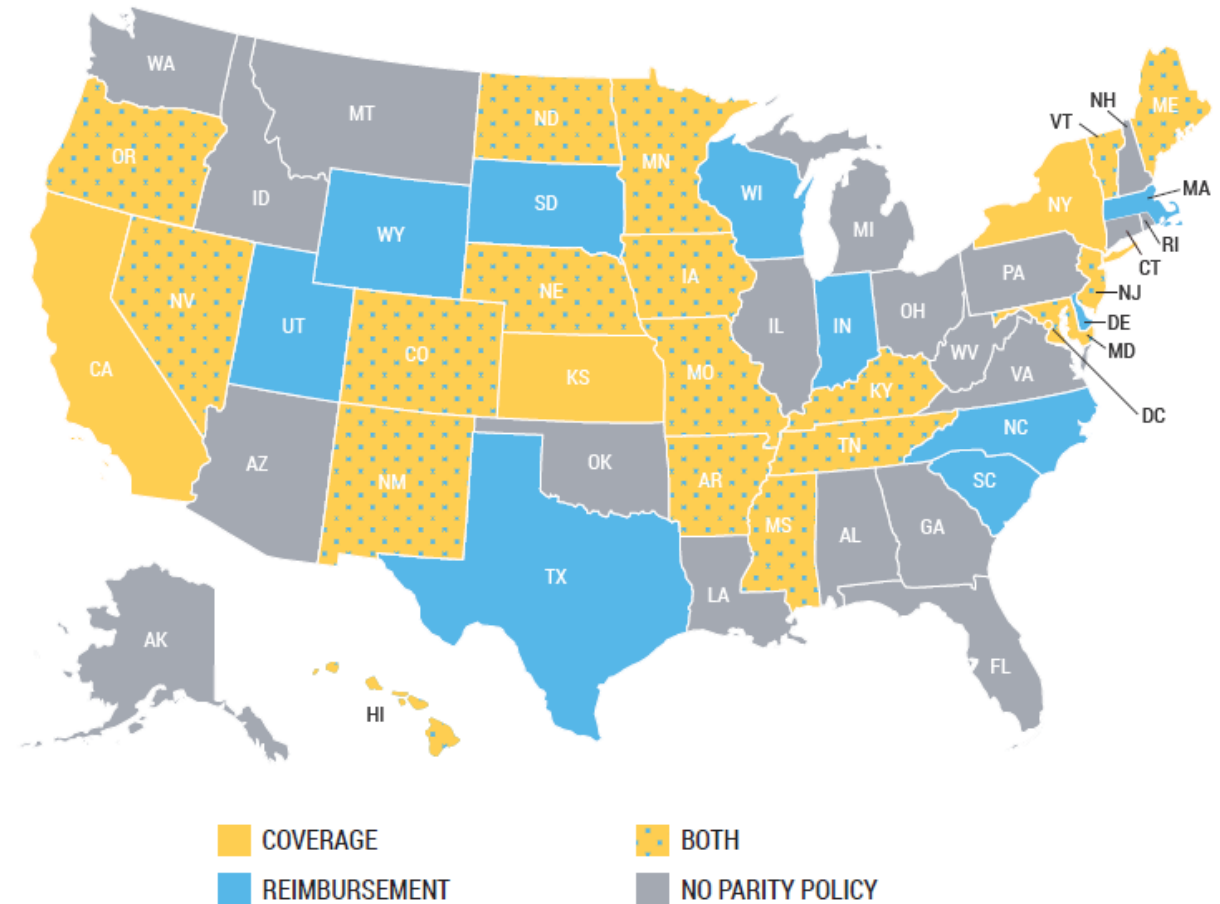 WA
MT
ND
MN
OR
ID
WY
SD
WI
MI
NH
VT
ME
NY
MA
RI
CT
NV
UT
CO
NE
IA
IL
IN
OH
PA
NJ
DE
MD
DC
CA
KS
MO
KY
WV
VA
AZ
NM
OK
AR
TN
NC
SC
TX
LA
MS
AL
GA
FL
AK
HI
COVERAGE
BOTH
REIMBURSEMENT
NO PARITY POLICY